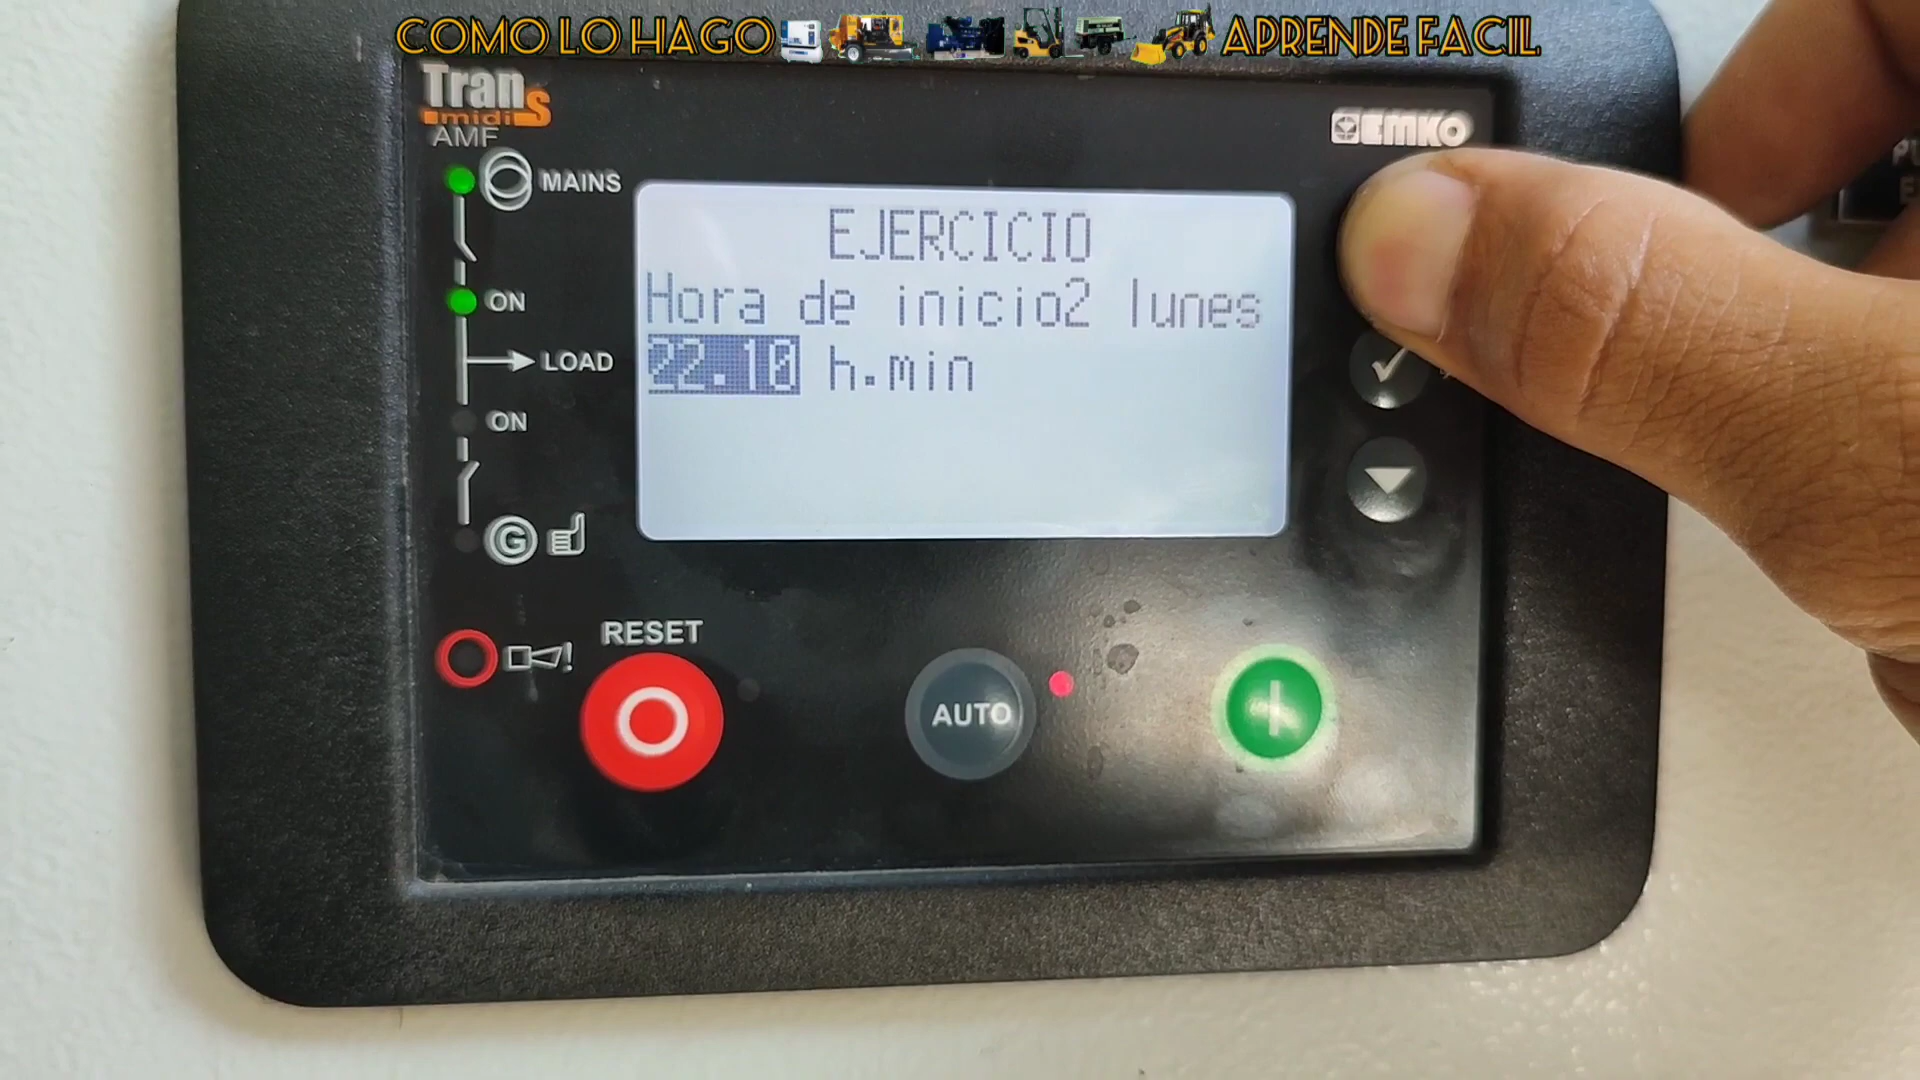 COMO LO HAGO APRENDE FACIL
Trans
midi
AMF
EMKO
MAINS
ON
LOAD
ON
G
EJERCICIO
Hora de inicio2 lunes
22.10 h.min
RESET
AUTO